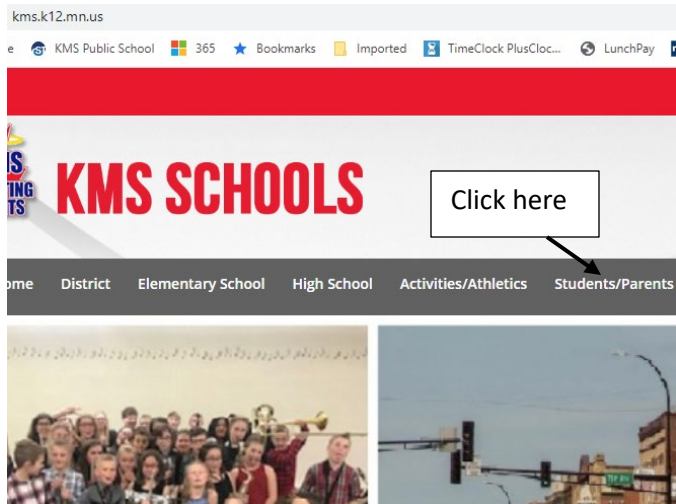 kms.k12.mn.us
e KMS Public School 365 Bookmarks Imported TimeClock PlusCloc... LunchPay
KMS SCHOOLS
Click here
ome District Elementary School High School Activities/Athletics Students/Parents